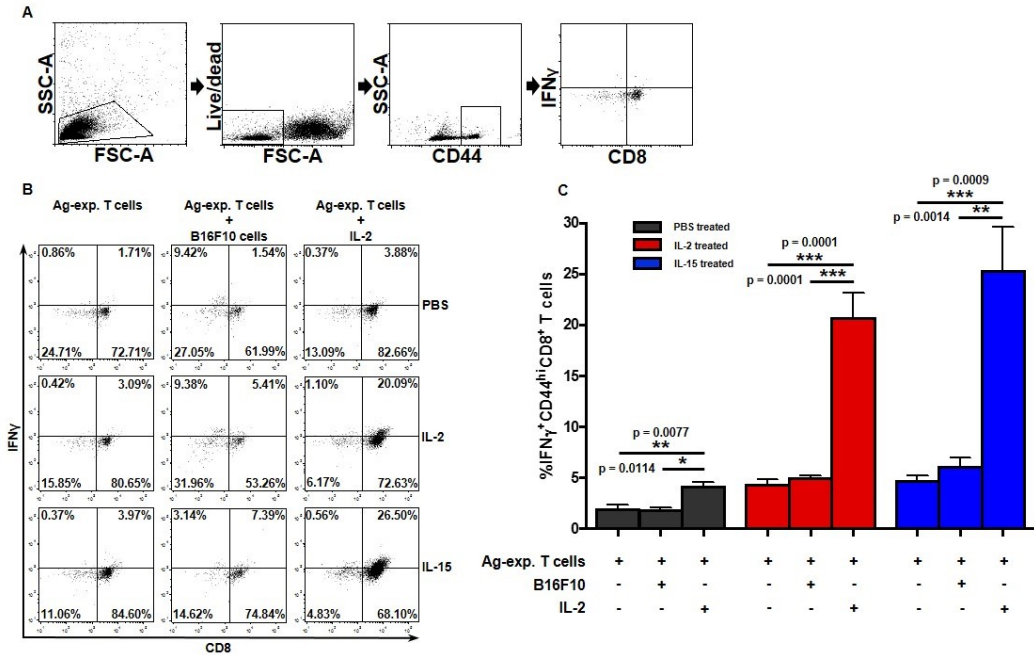 A
SSC-A
FSC-A
Live/dead
FSC-A
SSC-A
CD44
IFNγ
CD8
B
Ag-exp. T cells
Ag-exp. T cells
+
B16F10 cells
Ag-exp. T cells
+
IL-2
0.86% 1.71%
24.71% 72.71%
9.42% 1.54%
27.05% 61.99%
0.37% 3.88%
13.09% 82.66%
PBS
0.42% 3.09%
15.85% 80.65%
9.38% 5.41%
31.96% 53.26%
1.10% 20.09%
6.17% 72.63%
IL-2
0.37% 3.97%
11.06% 84.60%
3.14% 7.39%
14.62% 74.84%
0.56% 26.50%
4.83% 68.10%
IL-15
IFNγ
CD8
C
%IFN-γ+CD44hiCD8+ T cells
30
25
20
15
10
5
0
PBS treated
IL-2 treated
IL-15 treated
p = 0.0077
**
p = 0.0114
*
p = 0.0001
***
p = 0.0001
***
p = 0.0009
***
p = 0.0014
**
Ag-exp. T cells + + + + + + + + +
B16F10 - + - - + - - + -
IL-2 - - + - - + - - +